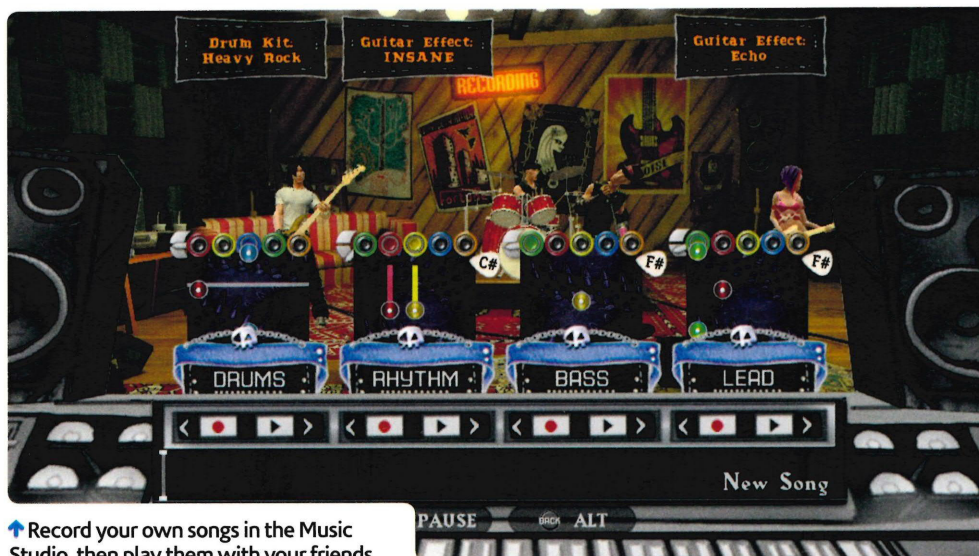 Drum Kit:
Heavy Rock
Guitar Effect:
INSANE
Guitar Effect:
Echo
RECORDING
C#
F#
F#
DRUMS
RHYTHM
BASS
LEAD
New Song
PAUSE
BACK ALT
Record your own songs in the Music
Studio, then play them with your friends